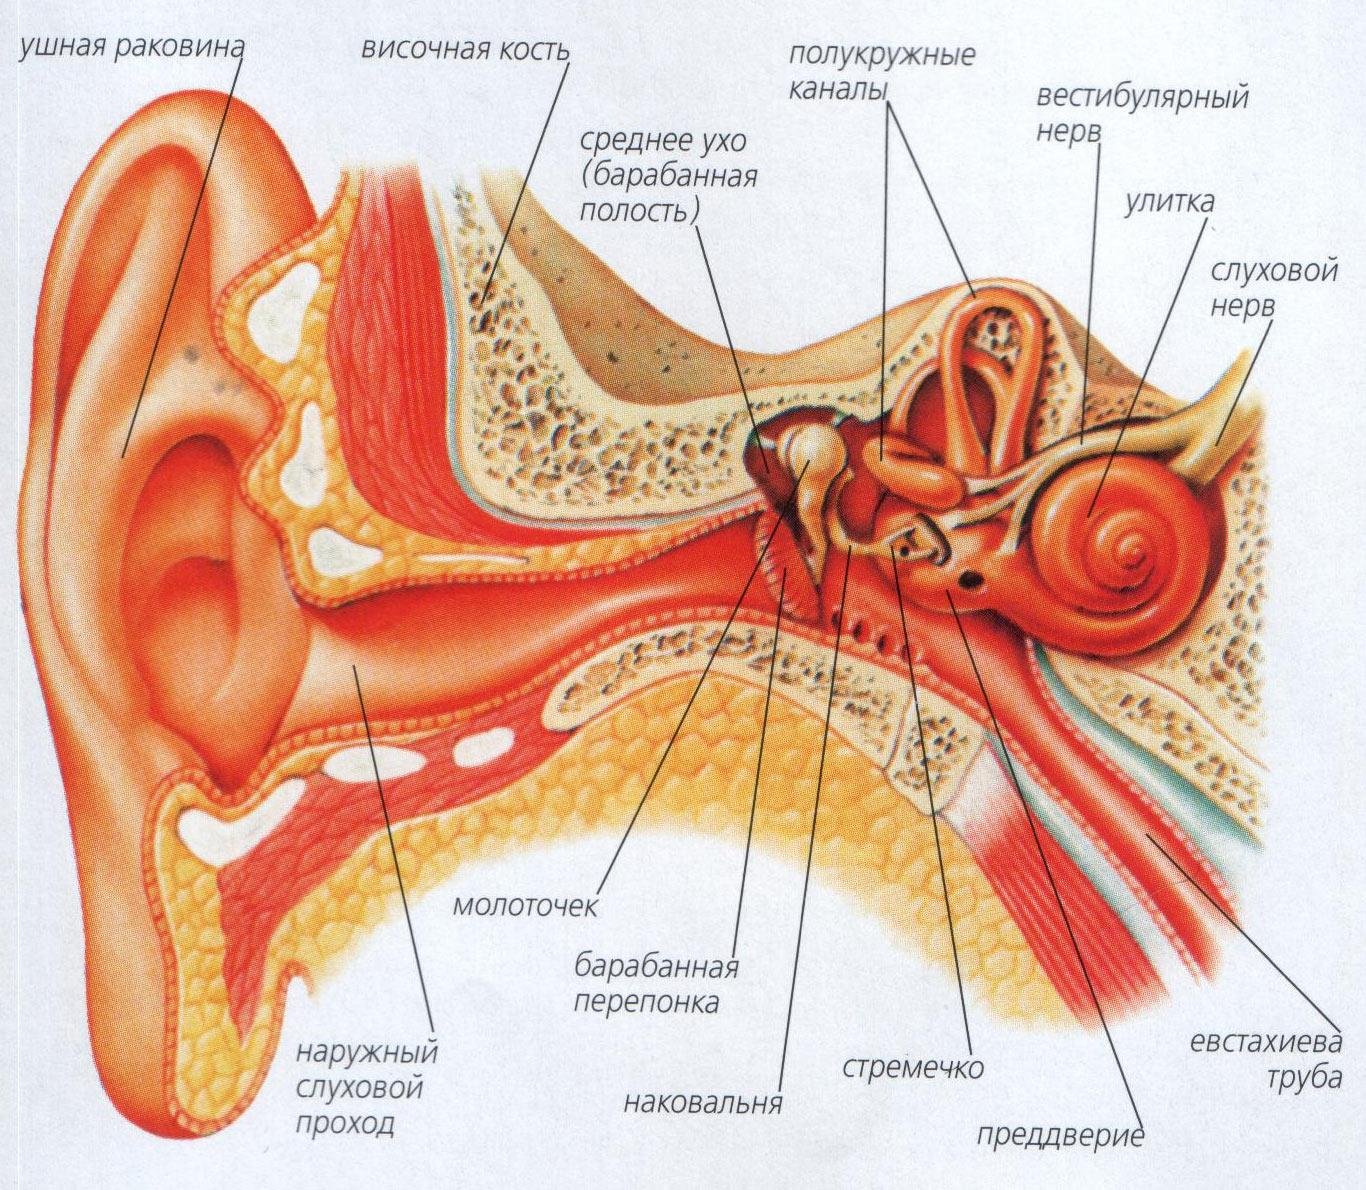 ушная раковина
височная кость
полукружные
каналы
вестибулярный
нерв
среднее ухо
(барабанная
полость)
улитка
слуховой
нерв
молоточек
барабанная
перепонка
наружный
слуховой
проход
стремечко
наковальня
евстахиева
труба
преддверие